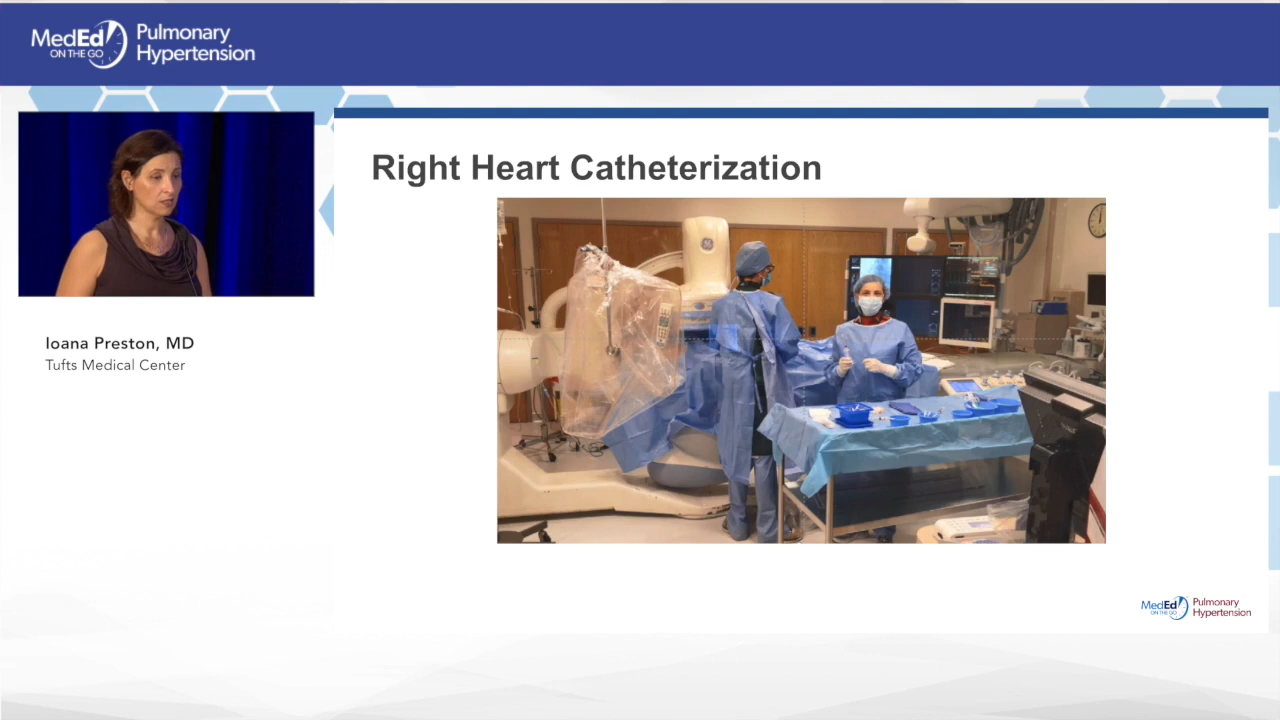 MedEd
ON THE GO
Pulmonary
Hypertension
Right Heart Catheterization
Ioana Preston, MD
Tufts Medical Center
MedEd
ON THE GO
Pulmonary
Hypertension